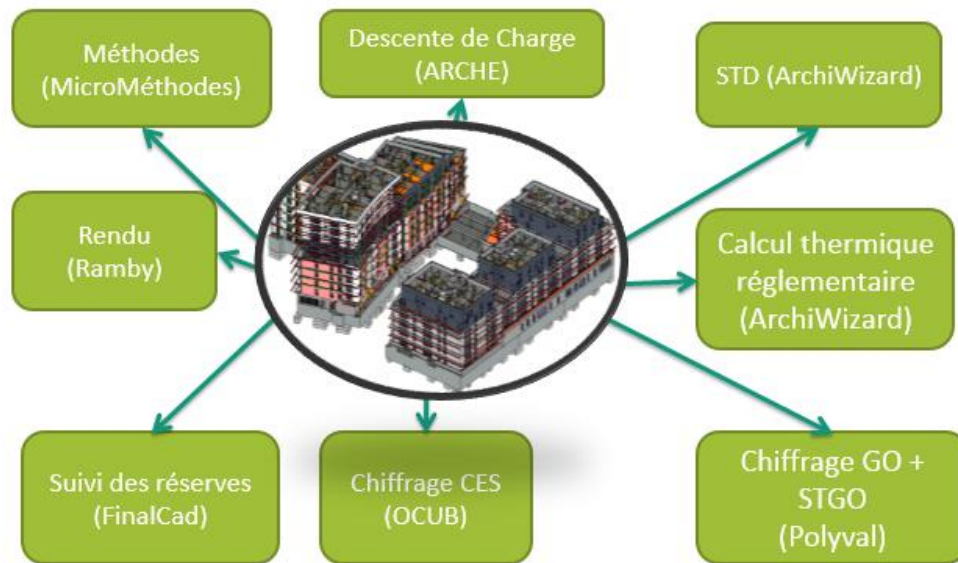 Méthodes
(MicroMéthodes)
Descente de Charge
(ARCHE)
STD (ArchiWizard)
Rendu
(Ramby)
Calcul thermique
réglementaire
(ArchiWizard)
Suivi des réserves
(FinalCad)
Chiffrage CES
(OCUB)
Chiffrage GO +
STGO
(Polyval)